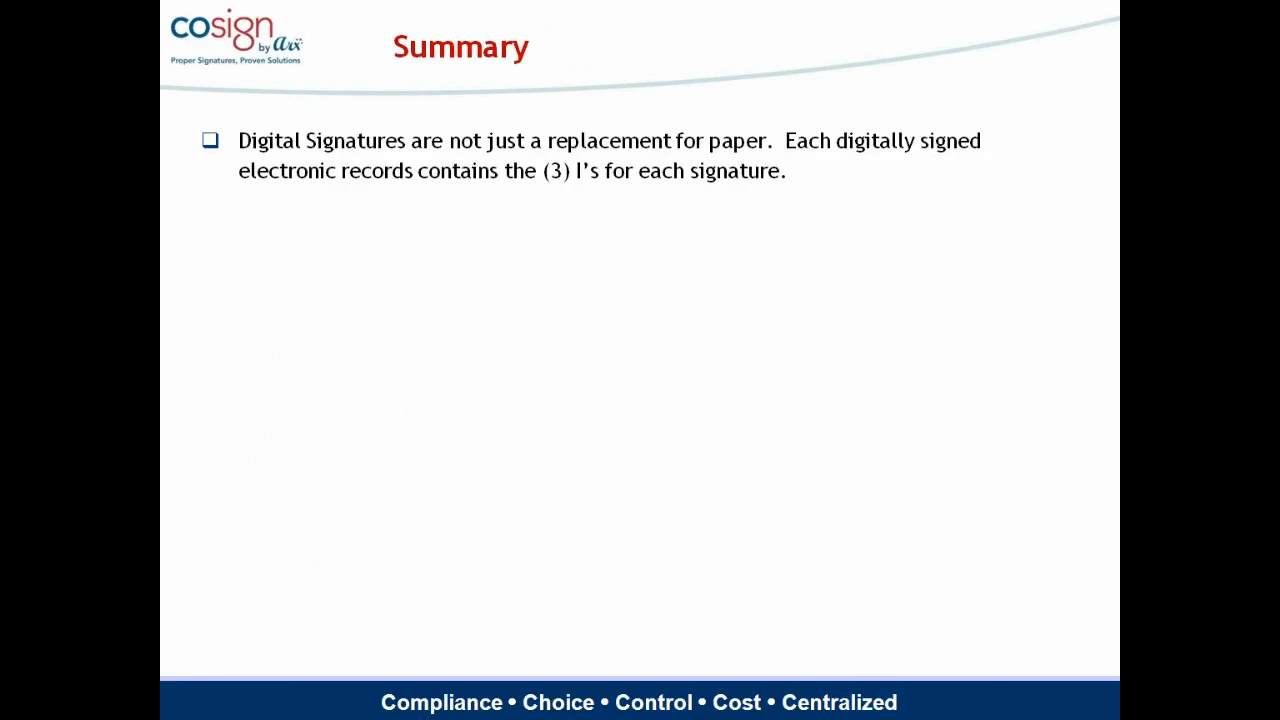 cosign
by arx
Proper Signatures, Proven Solutions
Summary
Digital Signatures are not just a replacement for paper. Each digitally signed
electronic records contains the (3) I’s for each signature.
Compliance • Choice • Control • Cost • Centralized